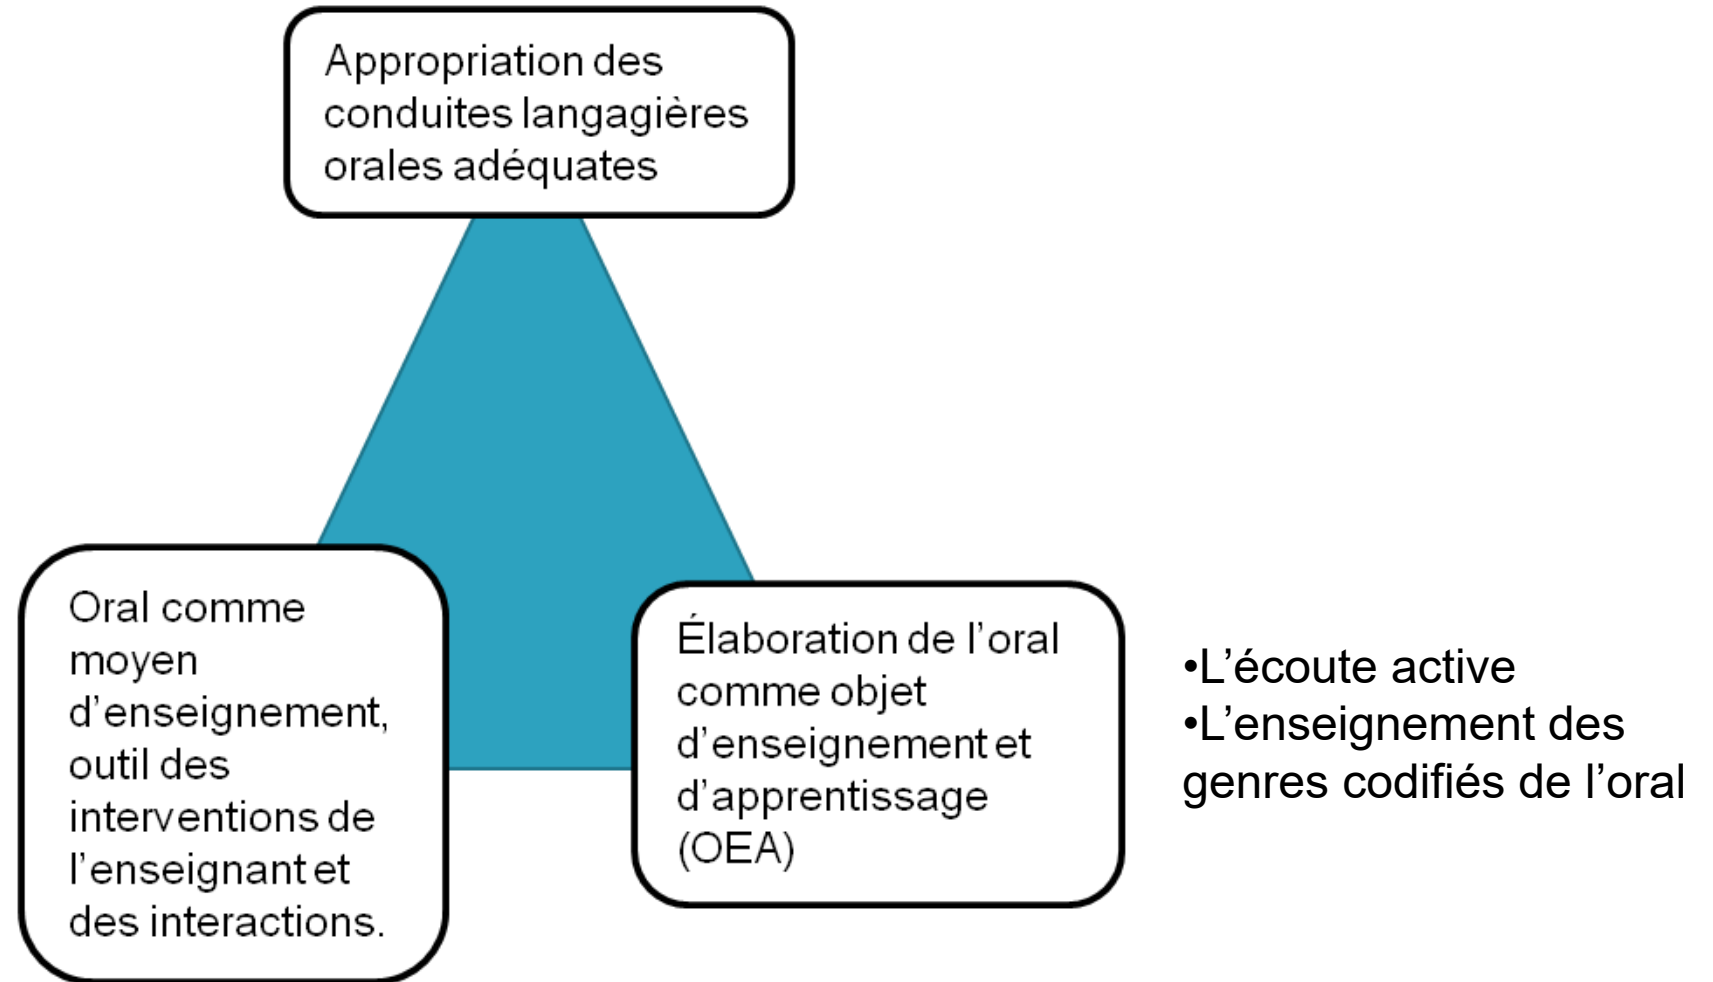 Appropriation des
conduites langagières
orales adéquates
Oral comme
moyen
d'enseignement,
outil des
interventions de
l'enseignant et
des interactions.
Élaboration de l'oral
comme objet
d'enseignement et
d'apprentissage
(OEA)
•L'écoute active
•L'enseignement des
genres codifiés de l'oral